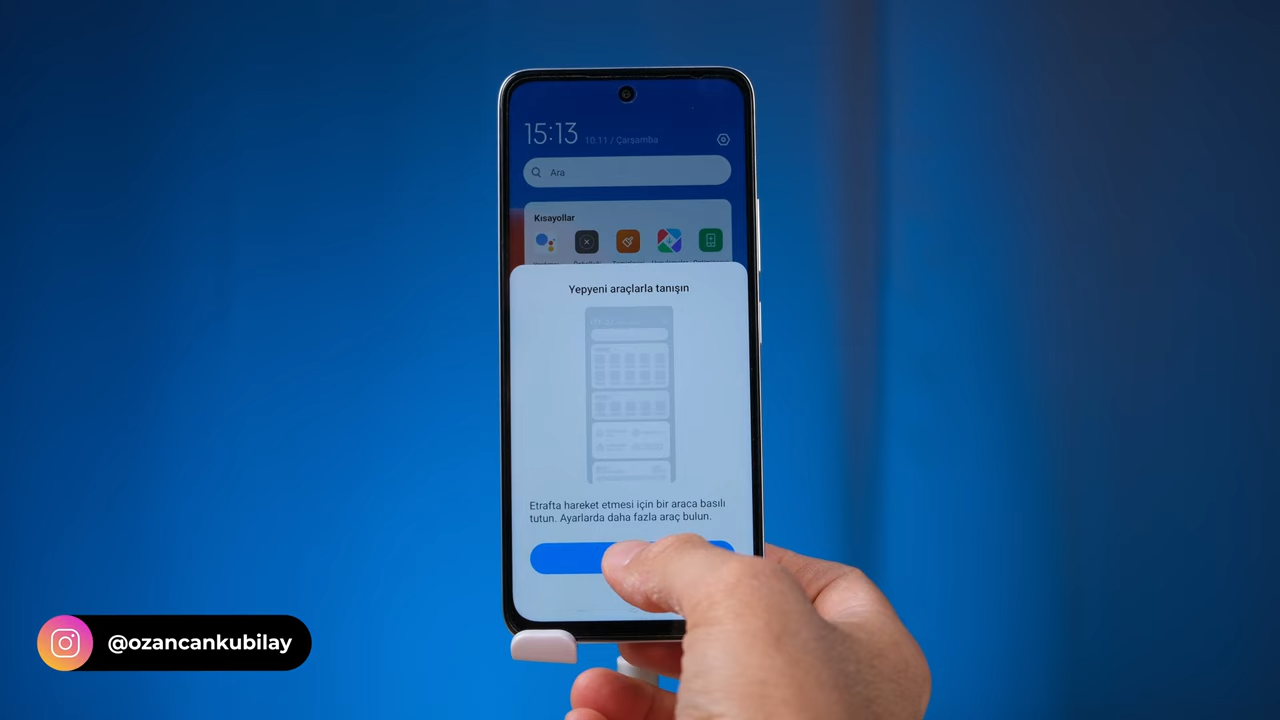 15:13
10.11 / Çarşamba
Ara
Kısayollar
Yepyeni araçlarla tanışın
Etrafta hareket etmesi için bir araca basılı
tutun. Ayarlarda daha fazla araç bulun.
@ozancankubilay